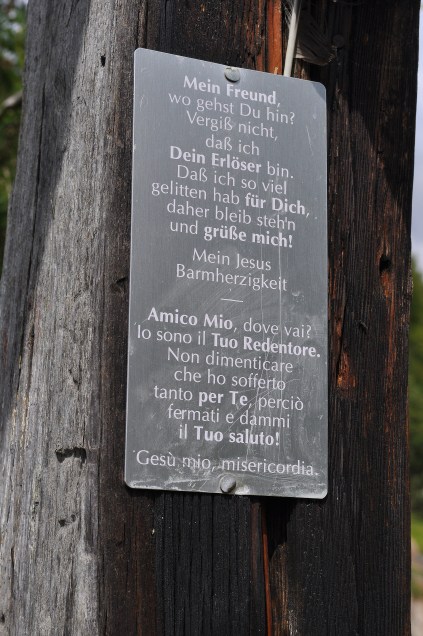 Mein Freund,
wo gehst Du hin?
Vergiß nicht,
daß ich
Dein Erlöser bin.
Daß ich so viel
gelitten hab für Dich,
daher bleib steh'n
und grüße mich!
Mein Jesus
Barmherzigkeit
—
Amico Mio, dove vai?
Io sono il Tuo Redentore.
Non dimenticare
che ho sofferto
tanto per Te, perciò
fermati e dammi
il Tuo saluto!
Gesù mio, misericordia.